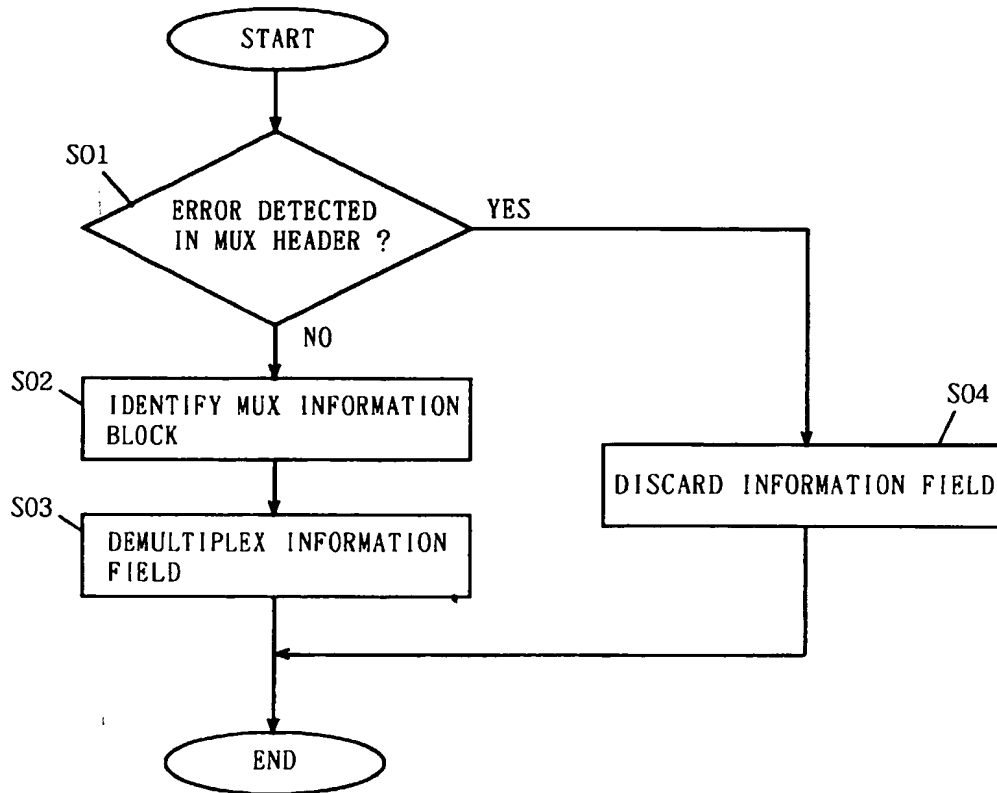 START
S01
ERROR DETECTED
IN MUX HEADER ?
YES
NO
S02
IDENTIFY MUX INFORMATION
BLOCK
S04
DISCARD INFORMATION FIELD
S03
DEMULTIPLEX INFORMATION
FIELD
END